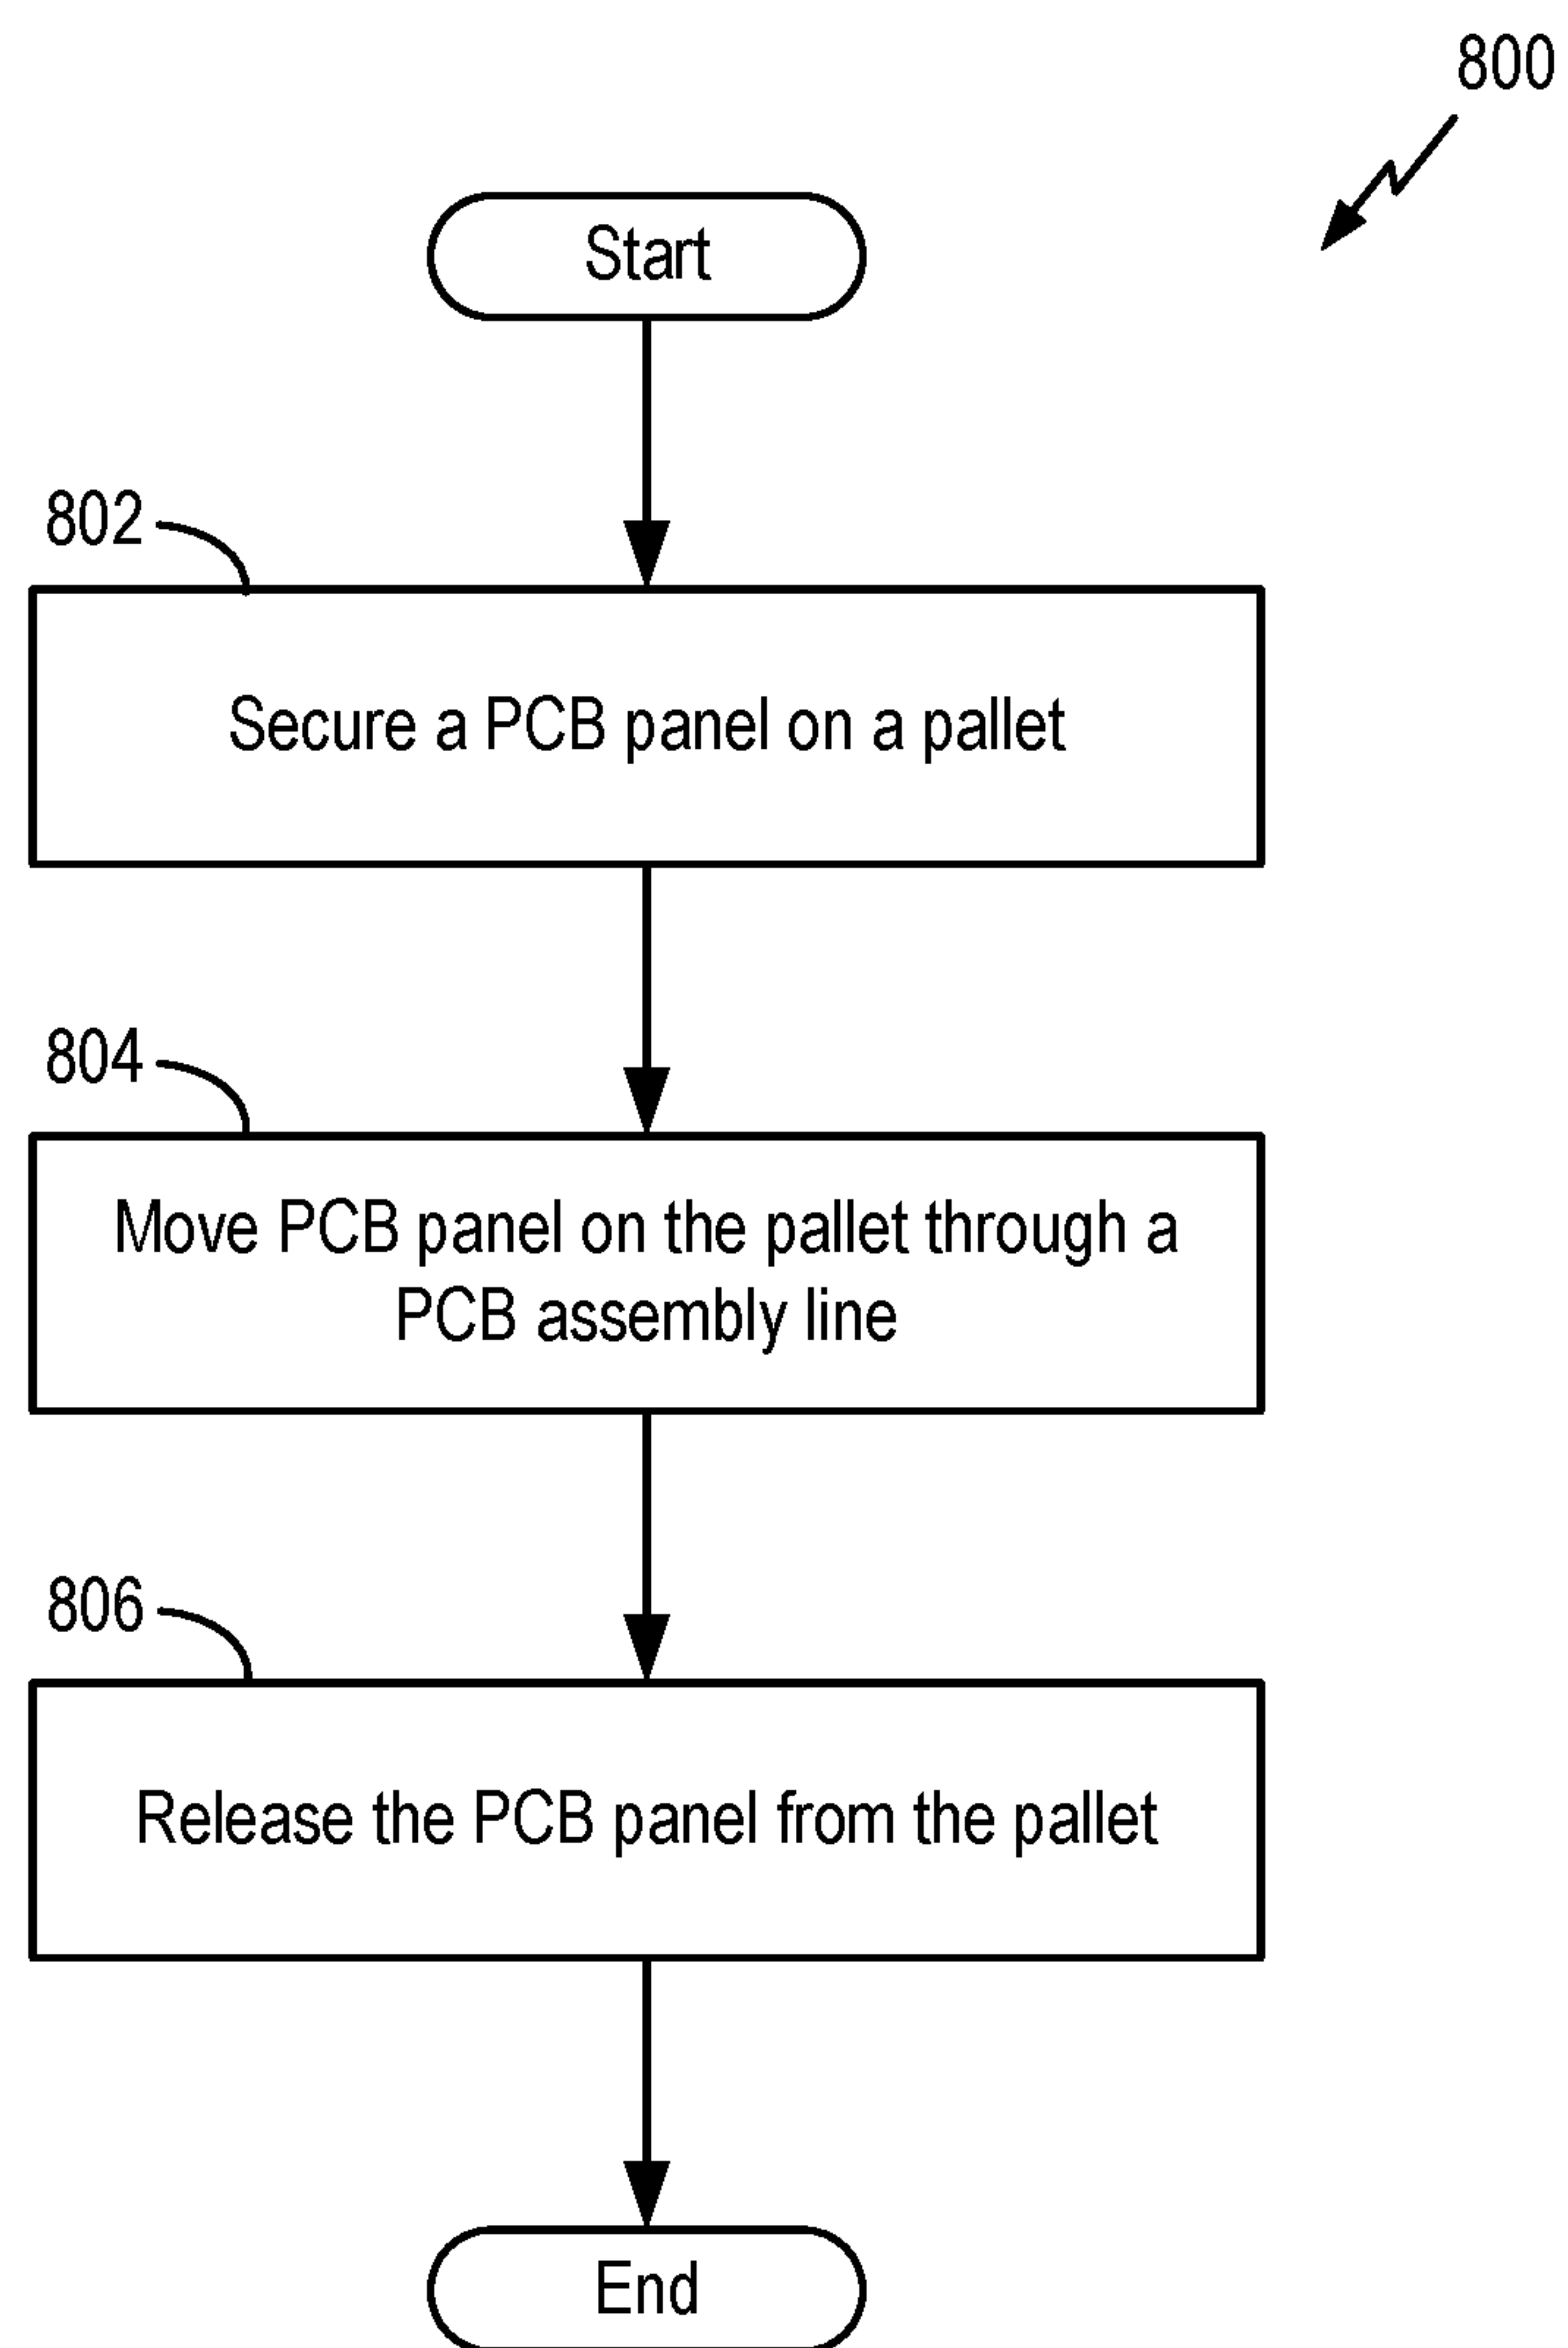 800
Start
802
Secure a PCB panel on a pallet
804
Move PCB panel on the pallet through a
PCB assembly line
806
Release the PCB panel from the pallet
End